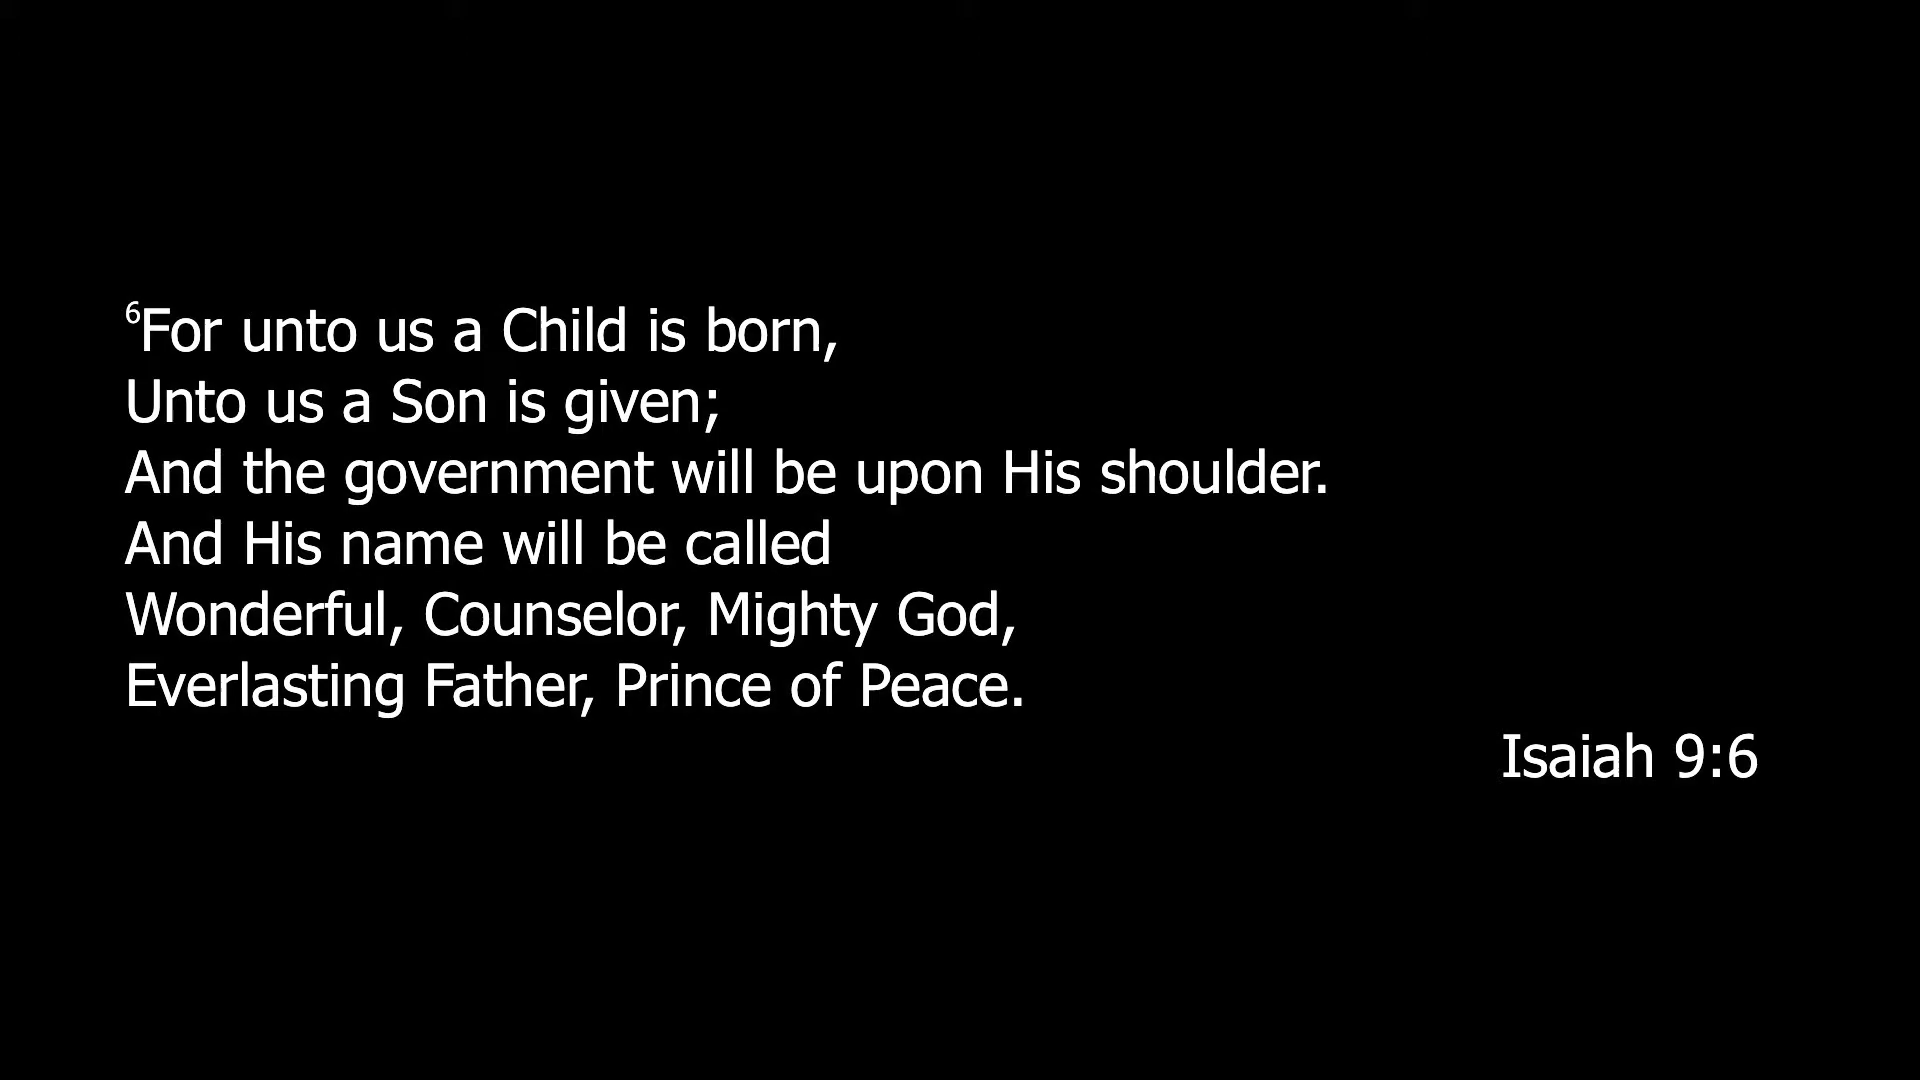 ⁶For unto us a Child is born,
Unto us a Son is given;
And the government will be upon His shoulder.
And His name will be called
Wonderful, Counselor, Mighty God,
Everlasting Father, Prince of Peace.
Isaiah 9:6